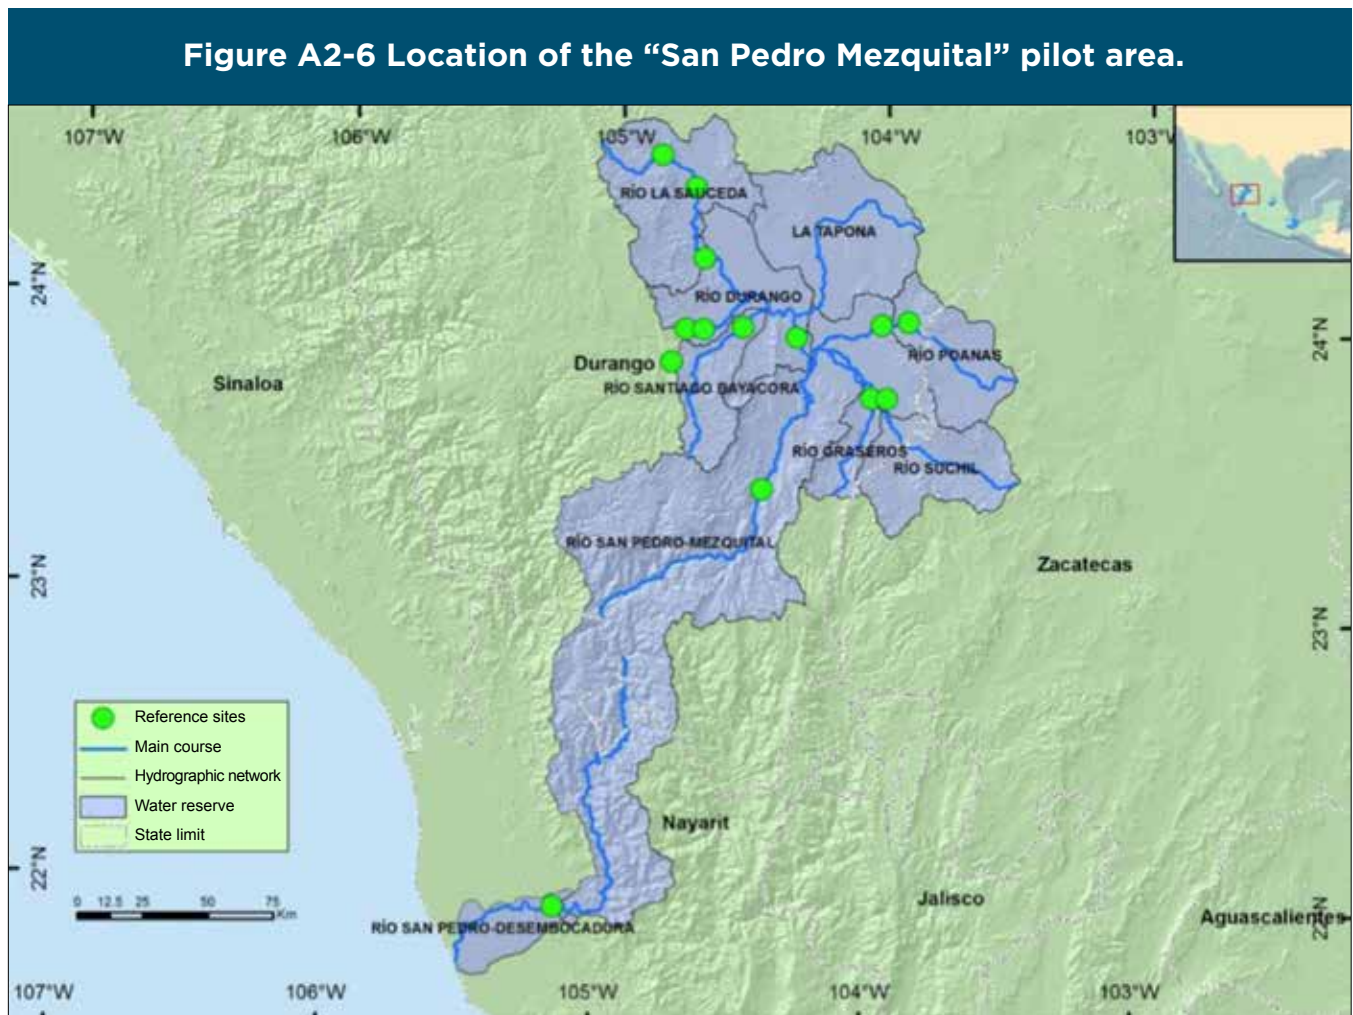 Figure A2-6 Location of the “San Pedro Mezquital” pilot area.
107°W 106°W 105°W 104°W 103°W
RÍO LA SAUCEDA
LA TAPONA
24°N
RÍO DURANGO
24°N
RÍO POANAS
Durango
Sinaloa
RÍO SANTIAGO BAYACORA
RÍO GRASEROS
RÍO SUCHIL
RÍO SAN PEDRO-MEZQUITAL
Zacatecas
23°N
23°N
Reference sites
Main course
Hydrographic network
Water reserve
State limit
Nayarit
22°N
Jalisco
0 12.5 25 50 75
Km
Aguascalientes
22°N
RÍO SAN PEDRO-DESEMBOCADURA
107°W 106°W 105°W 104°W 103°W